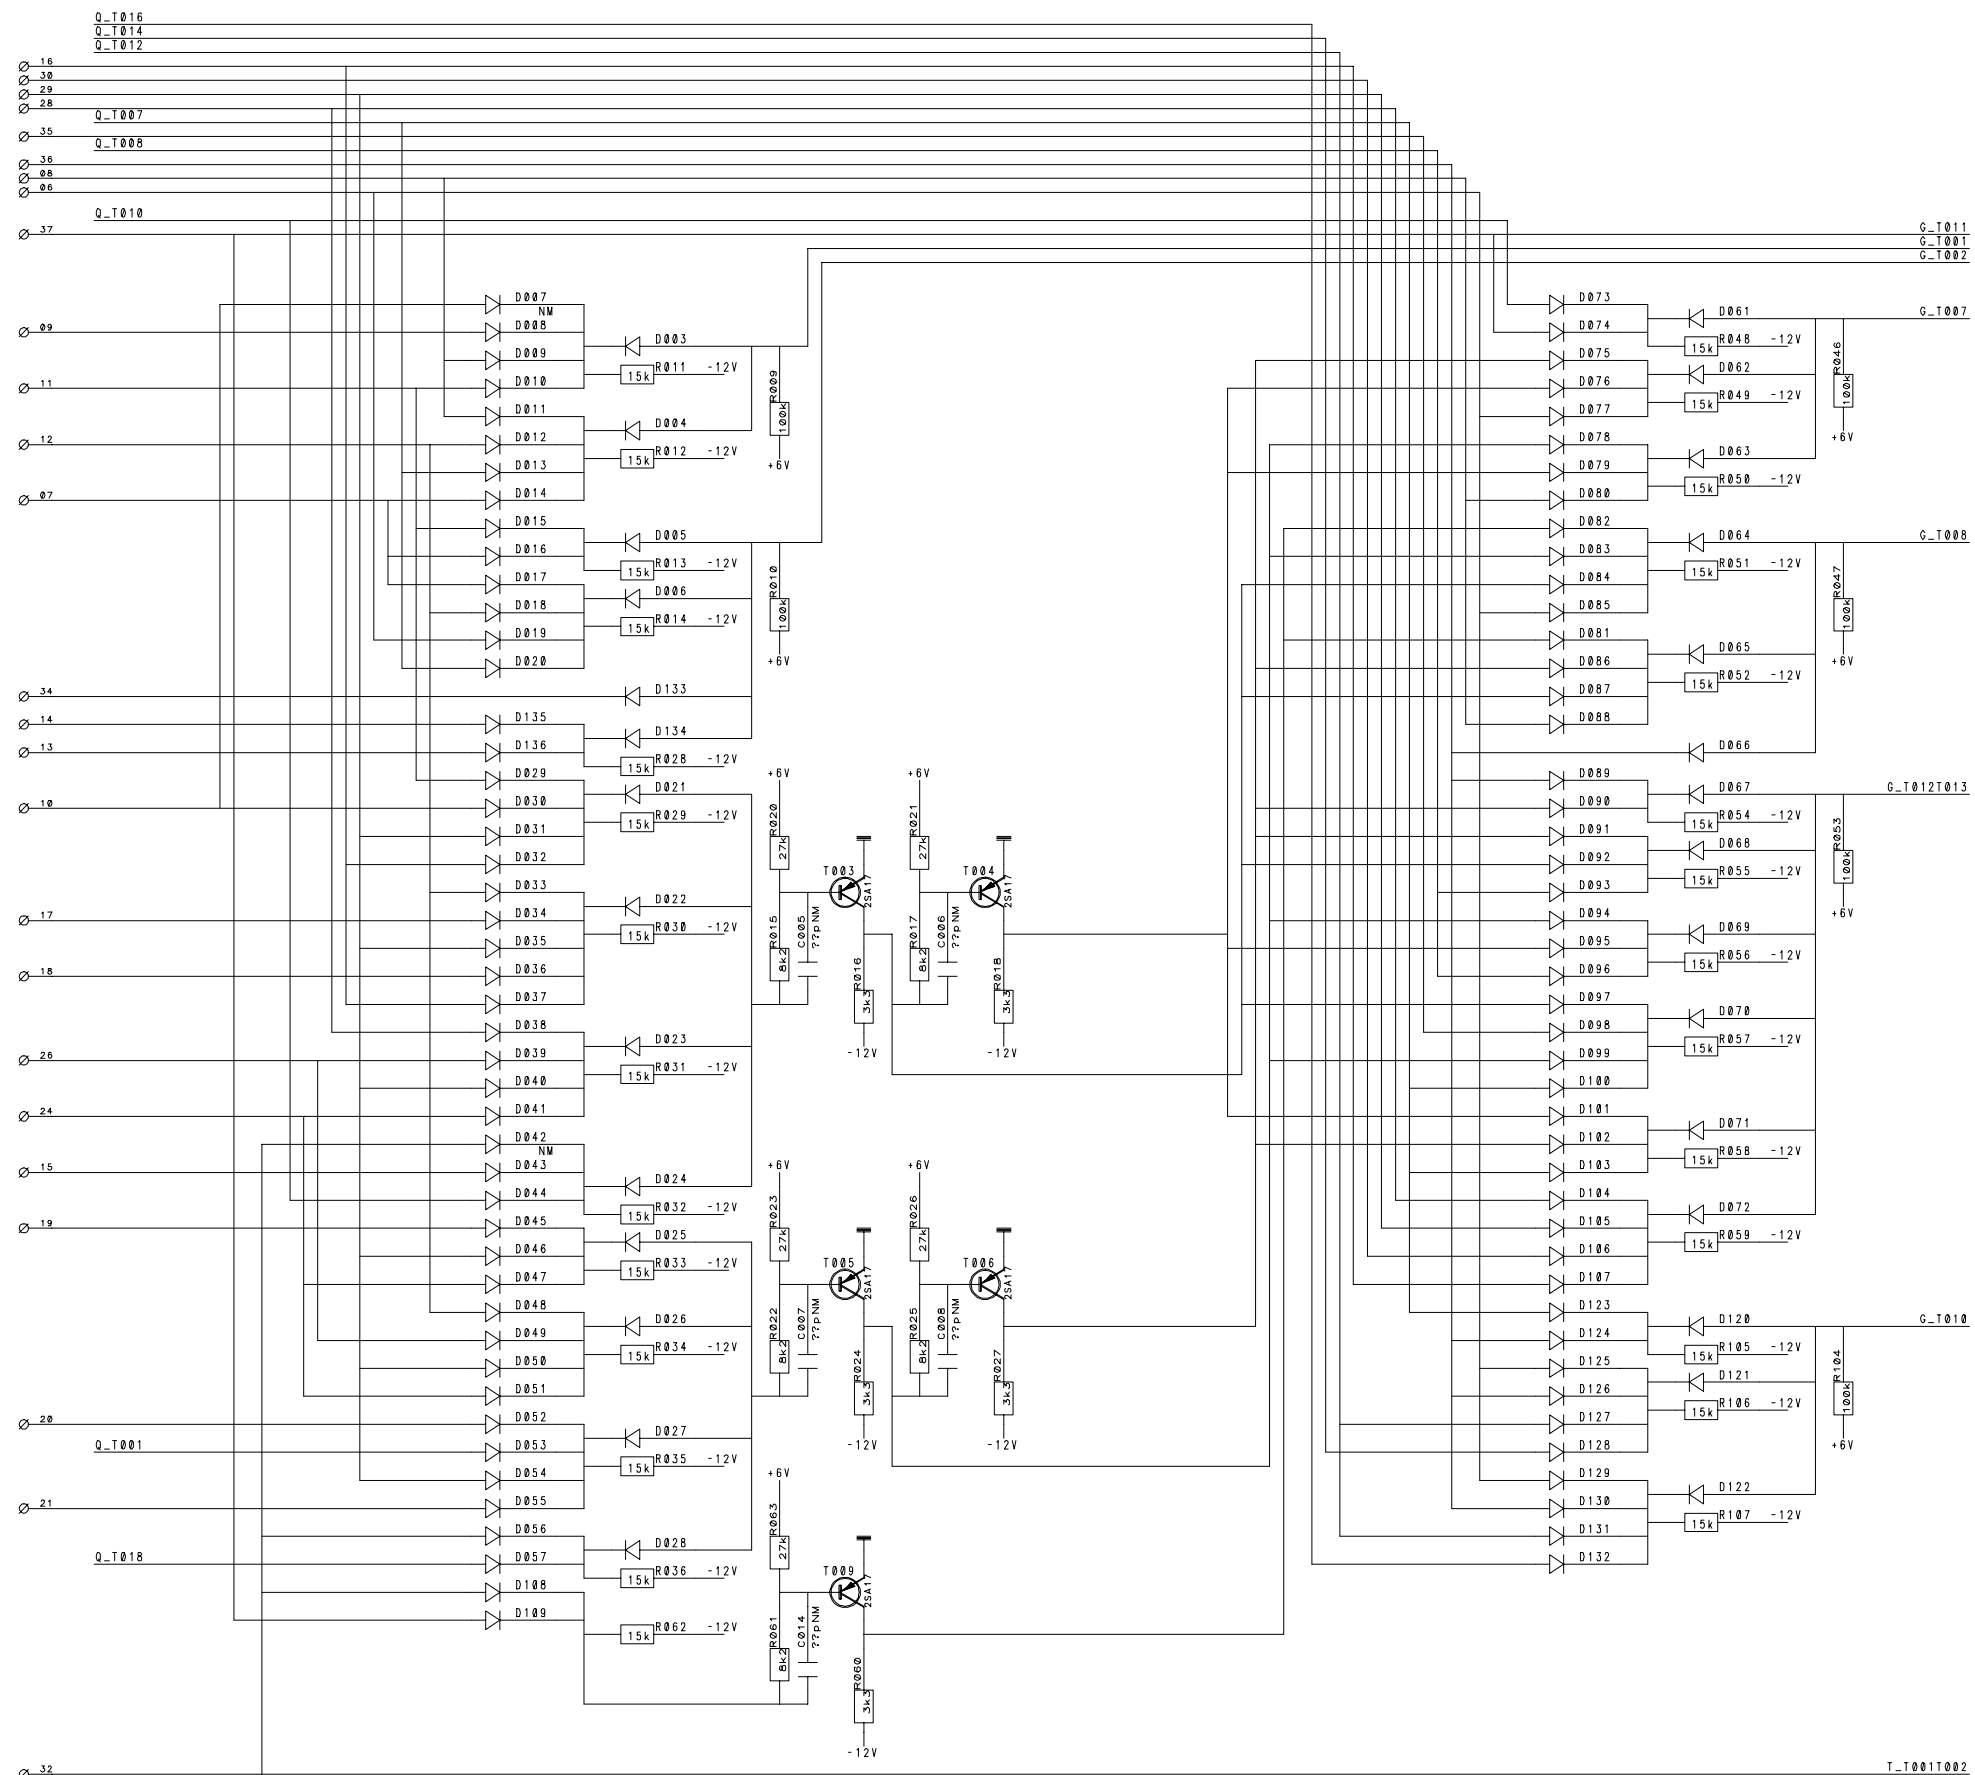 Q_T016
Q_T014
Q_T012
16
30
29
28
Q_T007
35
Q_T008
36
08
06
Q_T010
37
G_T011
G_T001
G_T002
D007
NM
09
D008
D003
D009
R011 -12V
15k
11
D010
R009
100k
+6V
D011
D004
12
D012
R012 -12V
15k
D013
07
D014
D015
D005
D016
R013 -12V
15k
D017
D006
R010
100k
+6V
D018
R014 -12V
15k
D019
D020
34
D133
14
D135
D134
13
D136
R028 -12V
15k
D029
D021
10
D030
R029 -12V
15k
D031
D032
D033
D022
17
D034
R030 -12V
15k
D035
18
D036
D037
D038
D023
26
D039
R031 -12V
15k
D040
24
D041
D042
NM
15
D043
D024
D044
R032 -12V
15k
19
D045
D025
D046
R033 -12V
15k
D047
D048
D026
D049
R034 -12V
15k
D050
D051
20
D052
D027
Q_T001
D053
R035 -12V
15k
D054
21
D055
D056
D028
Q_T018
D057
R036 -12V
15k
D108
D109
R062 -12V
15k
+6V
R020
27k
T003
2SA17
R015
8k2
C005
??pNM
R016
3k3
-12V
+6V
R021
27k
T004
2SA17
R017
8k2
C006
??pNM
R018
3k3
-12V
+6V
R023
27k
T005
2SA17
R022
8k2
C007
??pNM
R024
3k3
-12V
+6V
R026
27k
T006
2SA17
R025
8k2
C008
??pNM
R027
3k3
-12V
+6V
R063
27k
T009
2SA17
R061
8k2
C014
??pNM
R060
3k3
-12V
D073
D061
G_T007
D074
R048 -12V
15k
D075
D062
R046
100k
+6V
D076
R049 -12V
15k
D077
D078
D063
D079
R050 -12V
15k
D080
D082
D064
G_T008
D083
R051 -12V
15k
D084
R047
100k
+6V
D085
D081
D065
D086
R052 -12V
15k
D087
D088
D066
D089
D067
G_T012T013
D090
R054 -12V
15k
D091
D068
R053
100k
+6V
D092
R055 -12V
15k
D093
D094
D069
D095
R056 -12V
15k
D096
D097
D070
D098
R057 -12V
15k
D099
D100
D101
D071
D102
R058 -12V
15k
D103
D104
D072
D105
R059 -12V
15k
D106
D107
D123
D120
G_T010
D124
R105 -12V
15k
D125
D121
R104
100k
+6V
D126
R106 -12V
15k
D127
D128
D129
D122
D130
R107 -12V
15k
D131
D132
32
T_T001T002